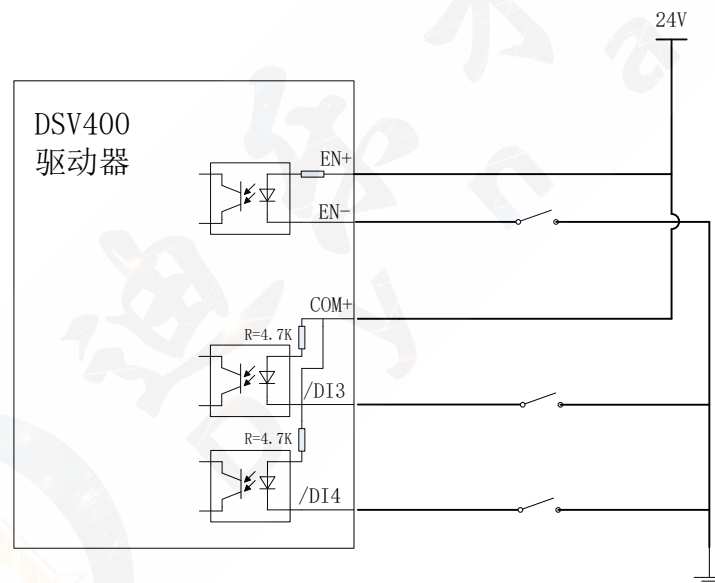 24V
DSV400
驱动器
EN+
EN-
COM+
R=4.7K
/DI3
R=4.7K
/DI4